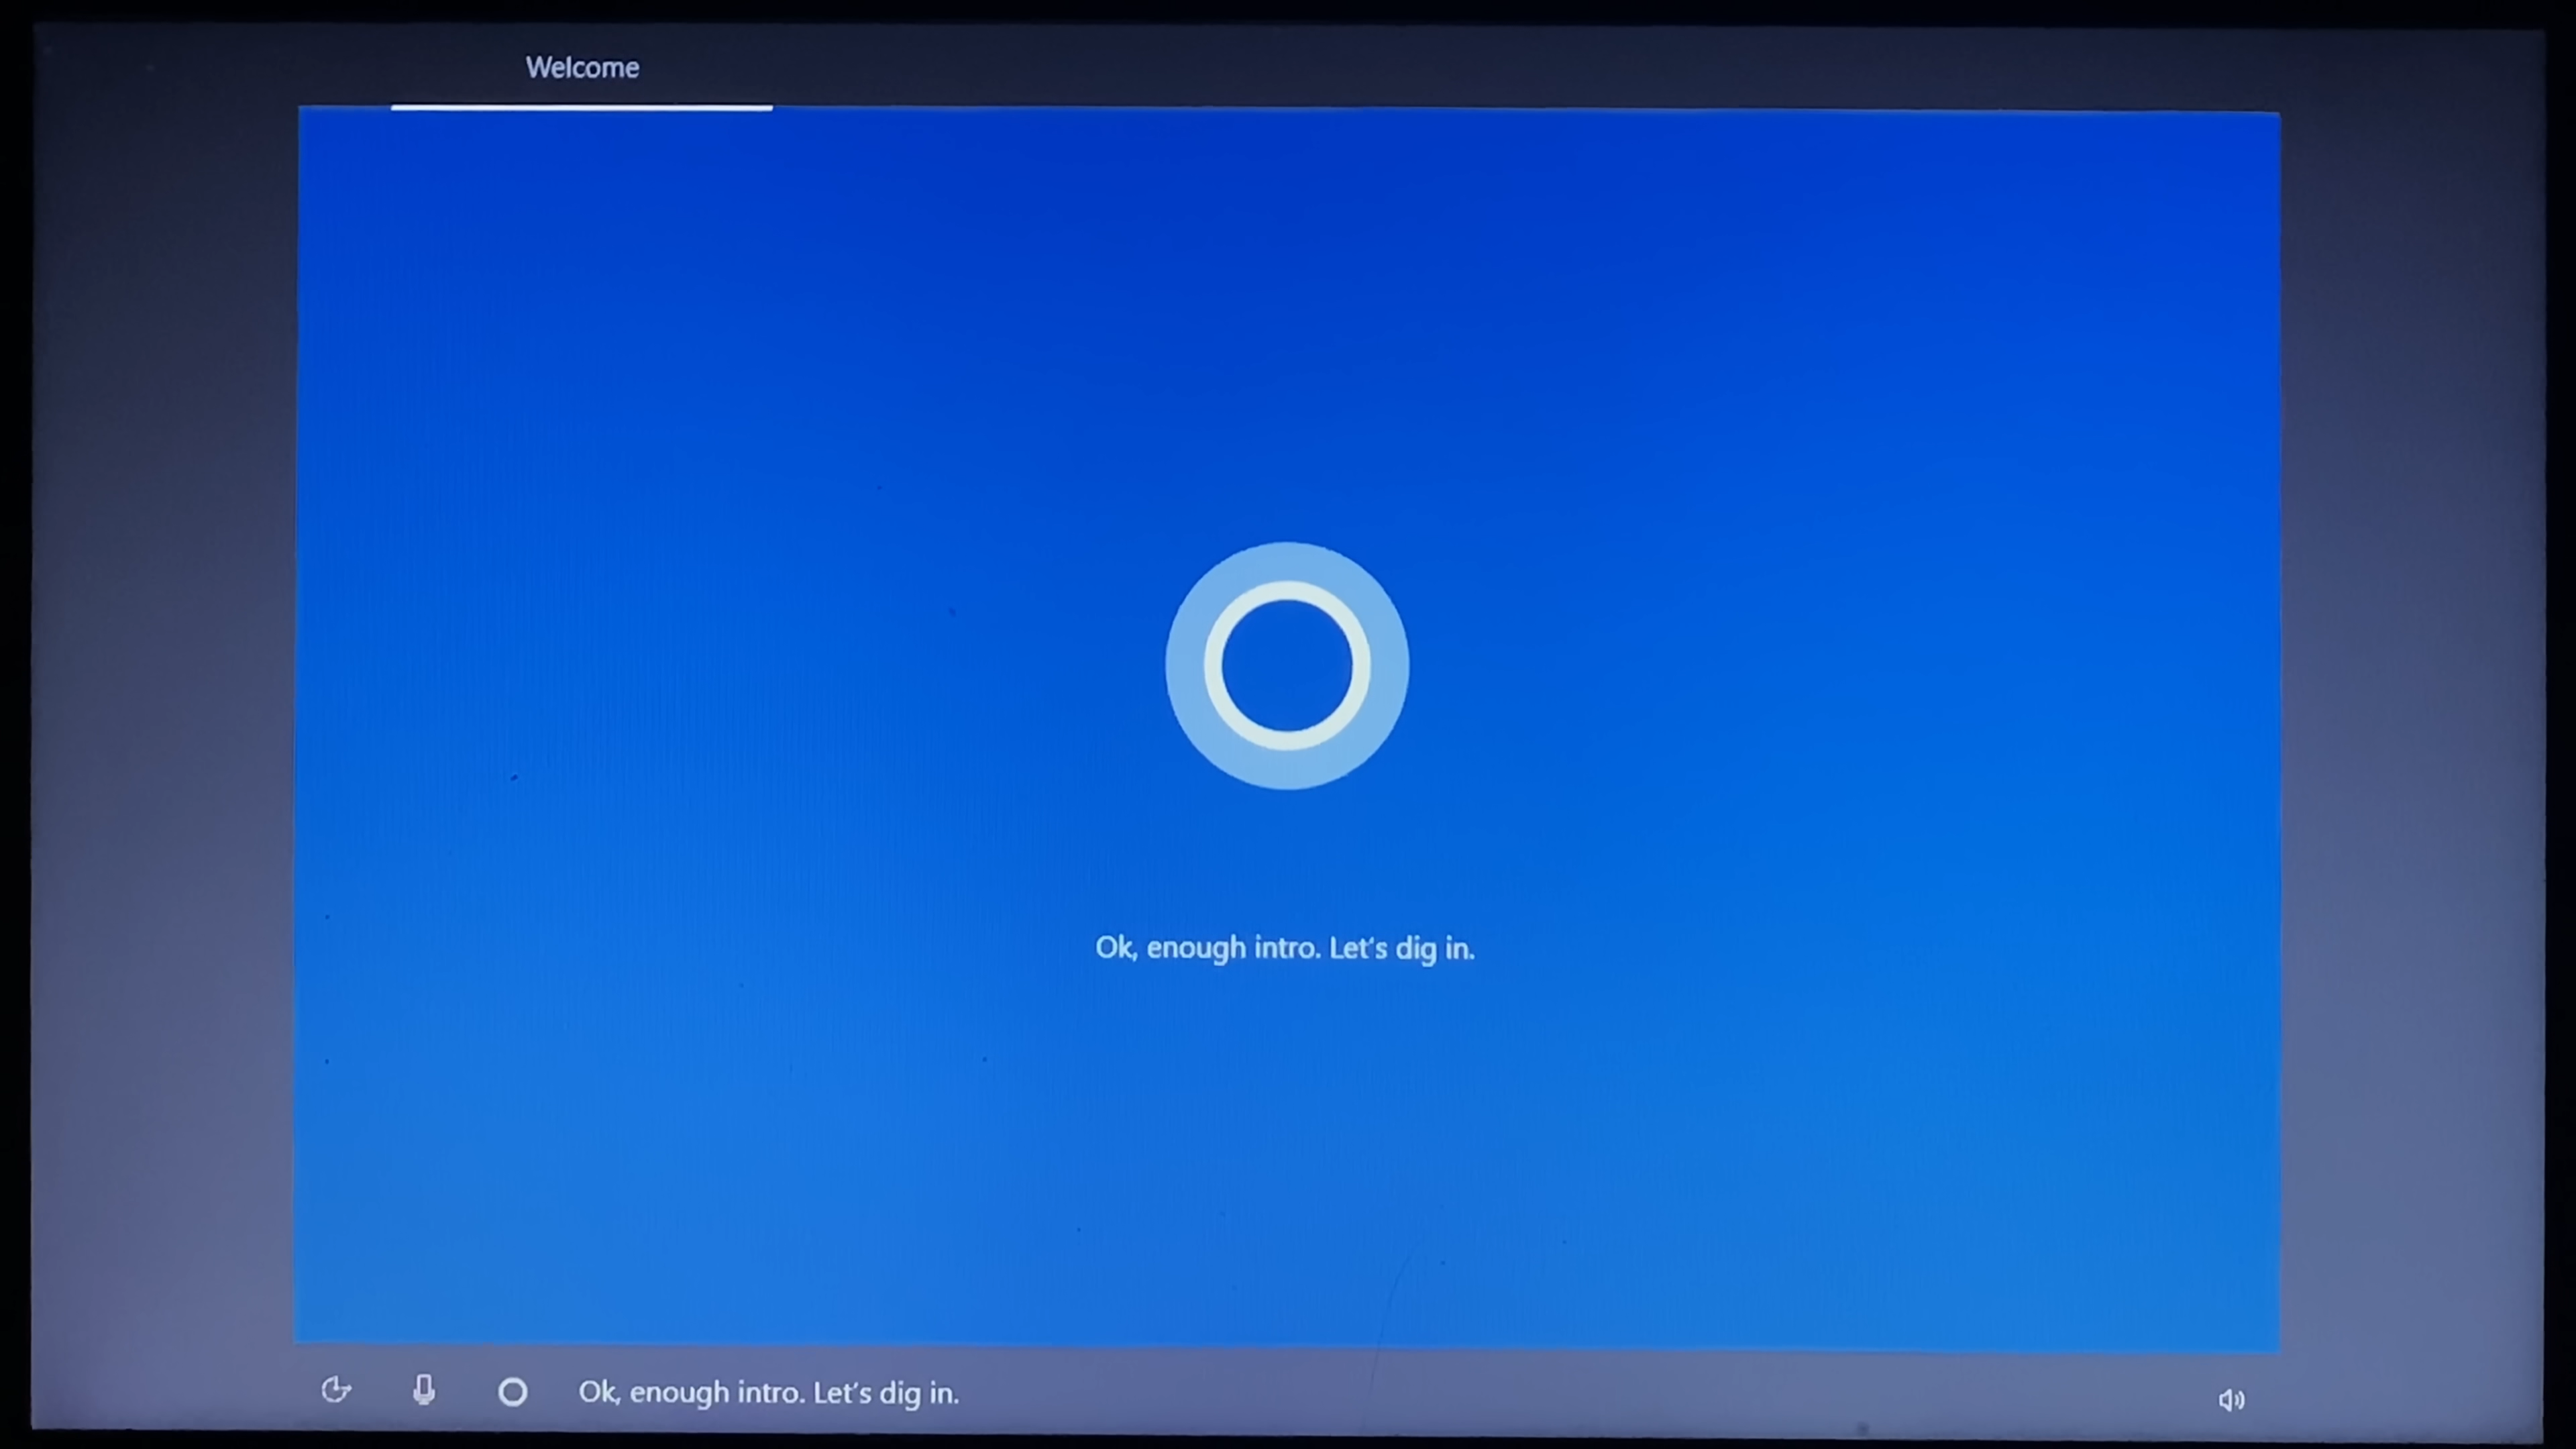 Welcome
Ok, enough intro. Let's dig in.
Ok, enough intro. Let's dig in.